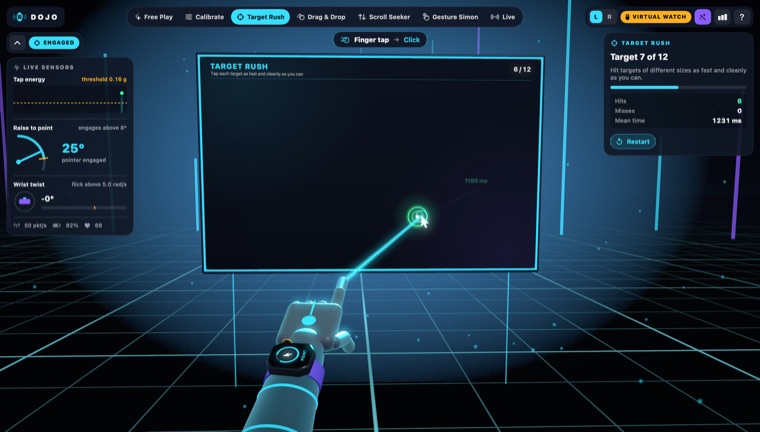 DOJO
Free Play
Calibrate
Target Rush
Drag & Drop
Scroll Seeker
Gesture Simon
Live
L R
VIRTUAL WATCH
?
ENGAGED
Finger tap → Click
LIVE SENSORS
Tap energy threshold 0.16 g
Raise to point engages above 8°
25°
pointer engaged
Wrist twist flick above 5.0 rad/s
-0°
50 pkt/s 82% 68
TARGET RUSH 6/12
Tap each target as fast and cleanly as you can
1186 ms
TARGET RUSH
Target 7 of 12
Hit targets of different sizes as fast and cleanly
as you can.
Hits 6
Misses 0
Mean time 1231 ms
Restart